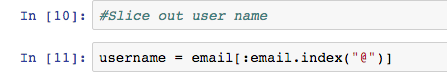 In [10]: #Slice out user name
In [11]: username = email[:email.index("@")]